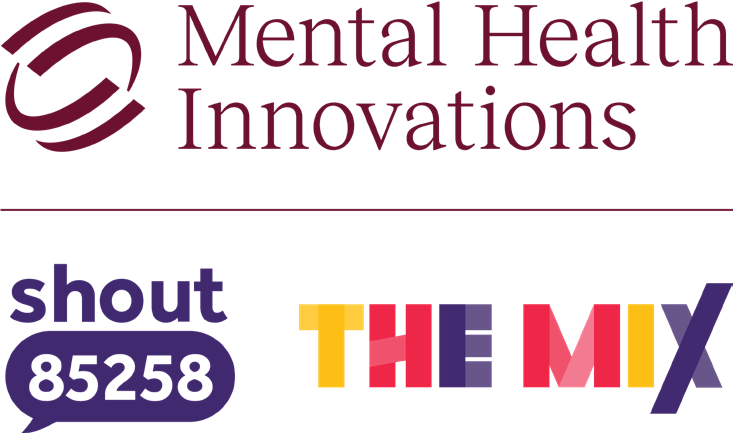 Mental Health
Innovations
shout
85258
THE MIX